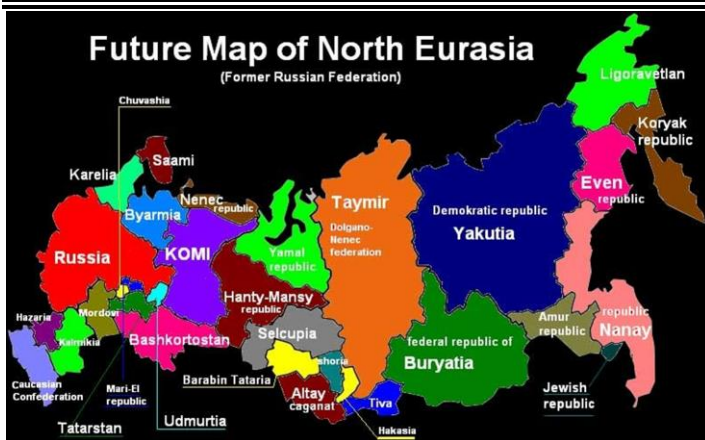 Future Map of North Eurasia
(Former Russian Federation)
Chuvashia
Ligoravetlan
Koryak
republic
Saami
Karelia
Nenec
republic
Byarmia
Taymir
Dolgano-
Nenec
federation
Even
republic
Demokratic republic
Yakutia
Russia
KOMI
Yamal
republic
Hanty-Mansy
republic
Hazaria
Mordovi
Kalmikia
Bashkortostan
Selcupia
shoria
federal republic of
Buryatia
Amur
republic
republic
Nanay
Caucasian
Confederation
Mari-El
republic
Barabin Tataria
Altay
caganat
Tiva
Jewish
republic
Tatarstan
Udmurtia
Hakasia